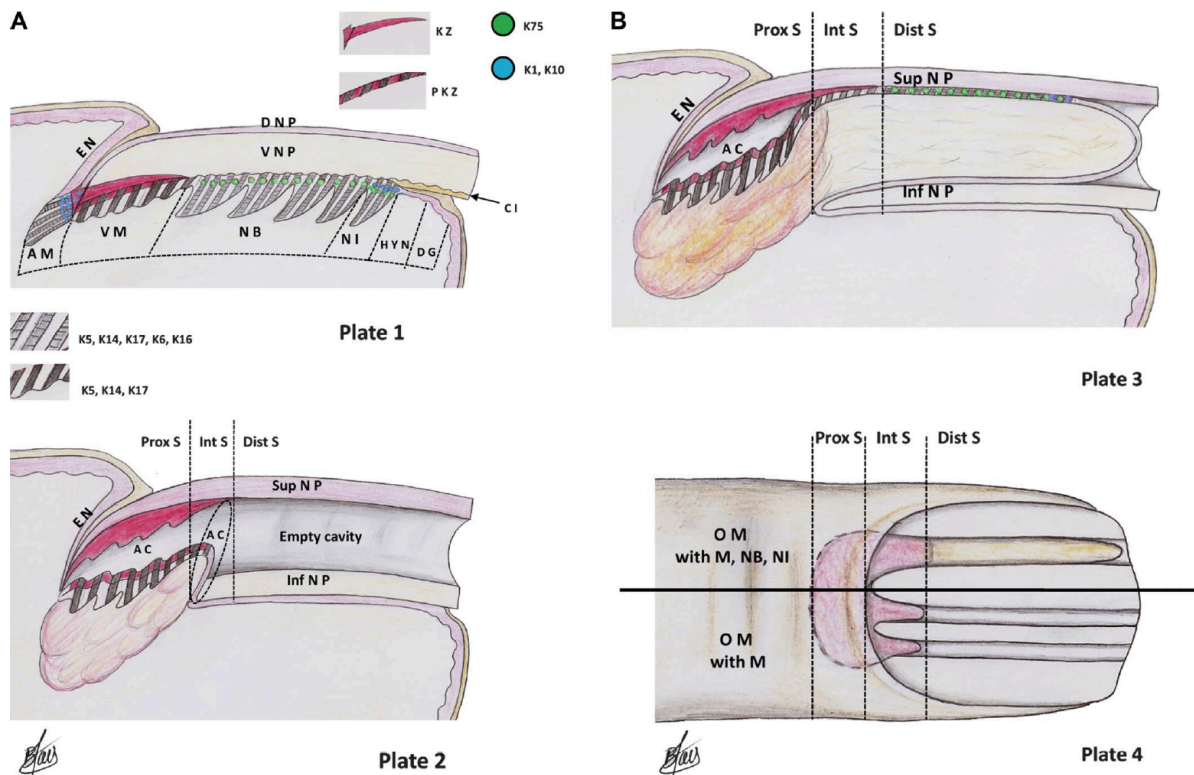 A
K Z
P K Z
K75
K1, K10
E N
D N P
V N P
C I
A M
V M
N B
N I
H Y N
D G
K5, K14, K17, K6, K16
K5, K14, K17
Plate 1
Prox S Int S Dist S
E N
Sup N P
A C
A C
Empty cavity
Inf N P
Plate 2
B
Prox S Int S Dist S
E N
Sup N P
A C
Inf N P
Plate 3
Prox S Int S Dist S
O M
with M, NB, NI
O M
with M
Plate 4